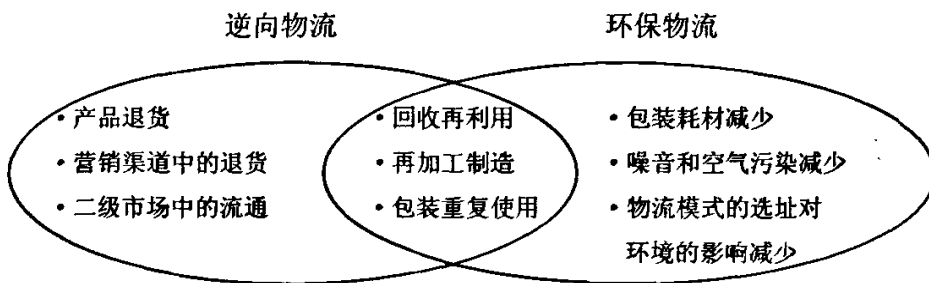 逆向物流
环保物流
• 产品退货
• 营销渠道中的退货
• 二级市场中的流通
• 回收再利用
• 再加工制造
• 包装重复使用
• 包装耗材减少
• 噪音和空气污染减少
• 物流模式的选址对
环境的影响减少